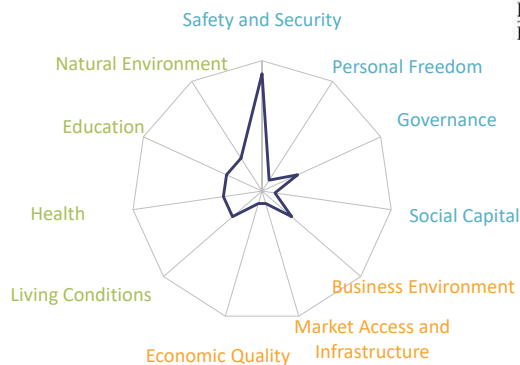 Safety and Security
Natural Environment
Personal Freedom
Education
Governance
Health
Social Capital
Living Conditions
Business Environment
Market Access and
Infrastructure
Economic Quality